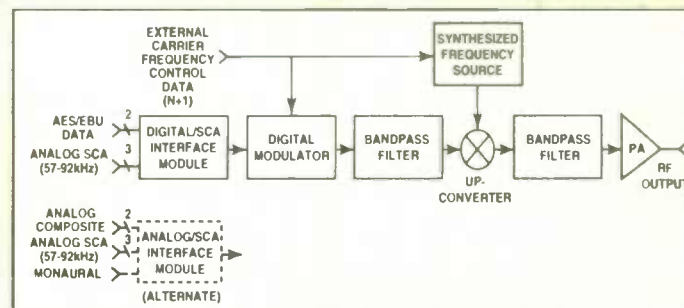 EXTERNAL
CARRIER
FREQUENCY
CONTROL
DATA
(N+1)
SYNTHESIZED
FREQUENCY
SOURCE
AES/EBU
DATA
2
ANALOG SCA
(57-92kHz)
3
DIGITAL/SCA
INTERFACE
MODULE
DIGITAL
MODULATOR
BANDPASS
FILTER
UP-
CONVERTER
BANDPASS
FILTER
PA
RF
OUTPUT
ANALOG
COMPOSITE
2
ANALOG SCA
(57-92kHz)
3
MONAURAL
ANALOG/SCA
INTERFACE
MODULE
(ALTERNATE)